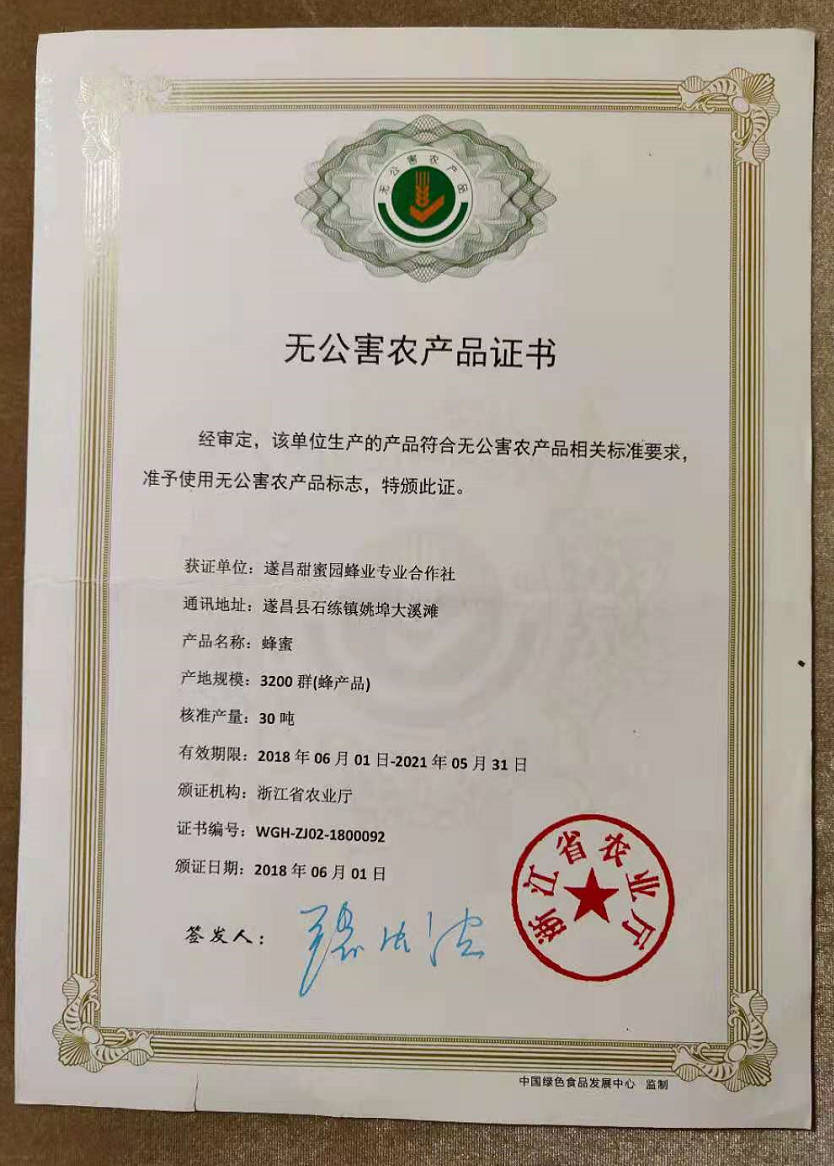 无公害农产品
无公害农产品证书
经审定，该单位生产的产品符合无公害农产品相关标准要求，
准予使用无公害农产品标志，特颁此证。
获证单位：遂昌甜蜜园蜂业专业合作社
通讯地址：遂昌县石练镇姚埠大溪滩
产品名称：蜂蜜
产地规模：3200 群(蜂产品)
核准产量：30 吨
有效期限：2018 年 06 月 01 日-2021 年 05 月 31 日
颁证机构：浙江省农业厅
证书编号：WGH-ZJ02-1800092
颁证日期：2018 年 06 月 01 日
签发人：
浙江省农业厅
中国绿色食品发展中心 监制